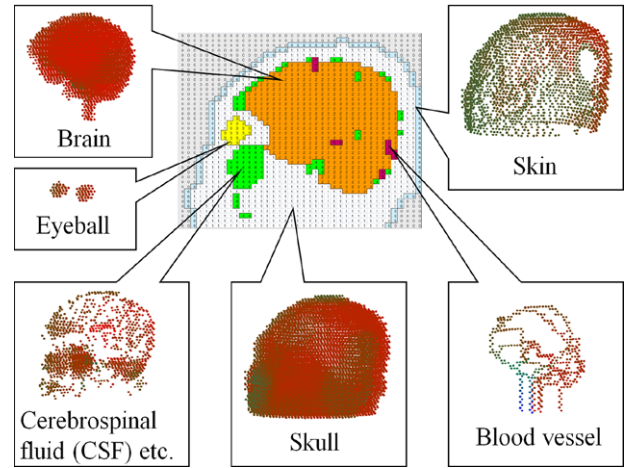 Brain
Skin
Eyeball
Cerebrospinal
fluid (CSF) etc.
Skull
Blood vessel